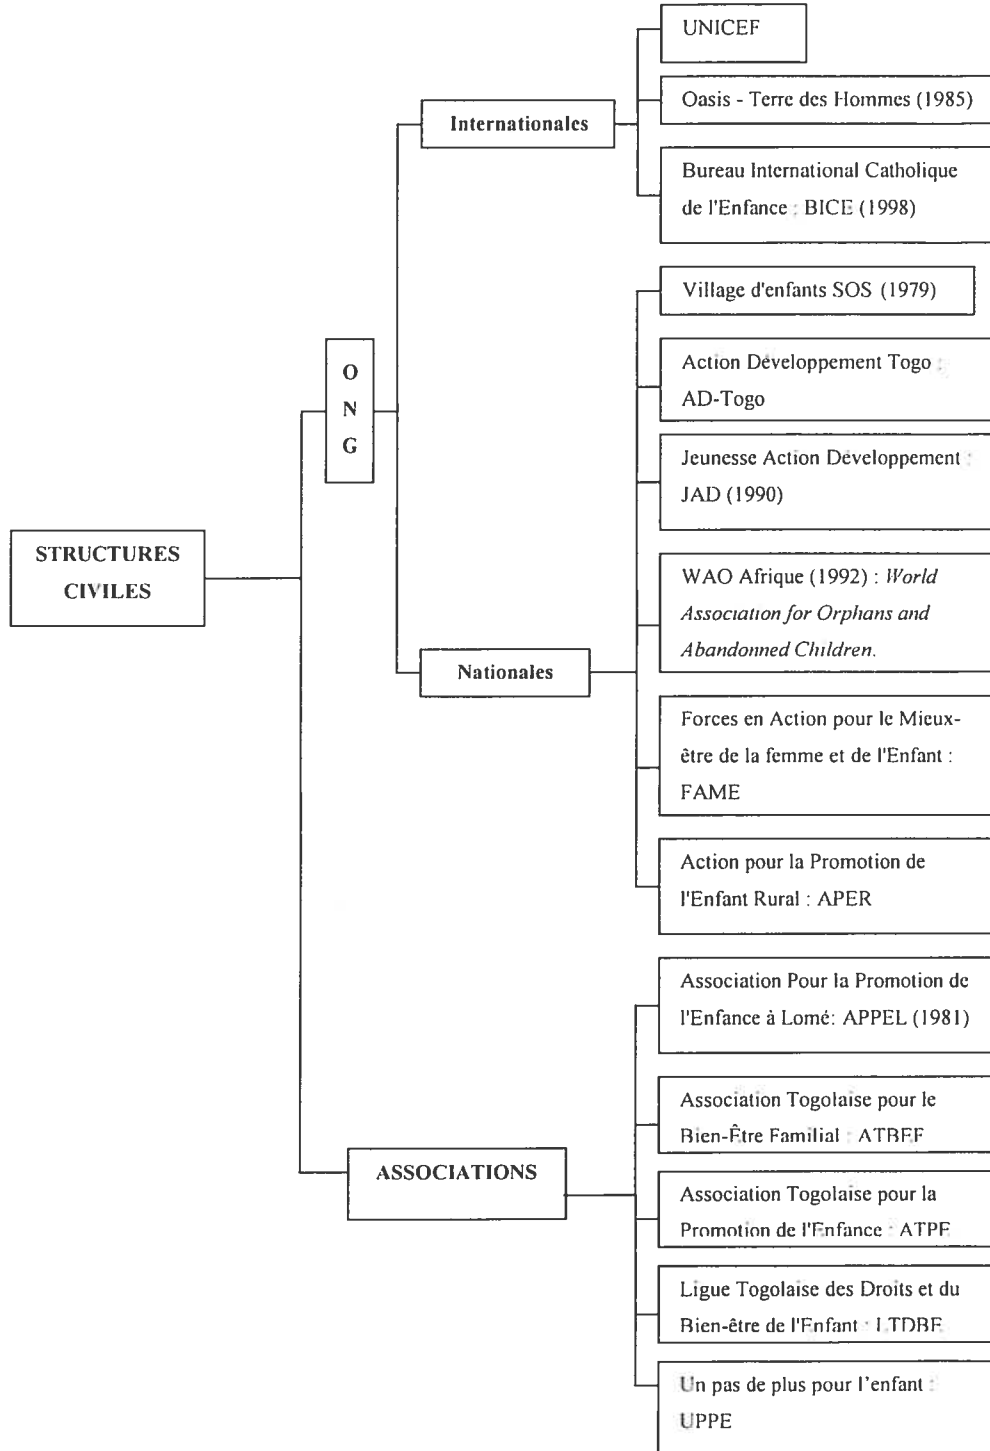 STRUCTURES
CIVILES
O
N
G
Internationales
UNICEF
Oasis - Terre des Hommes (1985)
Bureau International Catholique
de l'Enfance : BICE (1998)
Nationales
Village d'enfants SOS (1979)
Action Développement Togo :
AD-Togo
Jeunesse Action Développement :
JAD (1990)
WAO Afrique (1992) : World
Association for Orphans and
Abandonned Children.
Forces en Action pour le Mieux-
être de la femme et de l'Enfant :
FAME
Action pour la Promotion de
l'Enfant Rural : APER
ASSOCIATIONS
Association Pour la Promotion de
l'Enfance à Lomé: APPEL (1981)
Association Togolaise pour le
Bien-Être Familial : ATBEF
Association Togolaise pour la
Promotion de l'Enfance : ATPE
Ligue Togolaise des Droits et du
Bien-être de l'Enfant : LTDBE
Un pas de plus pour l'enfant :
UPPE